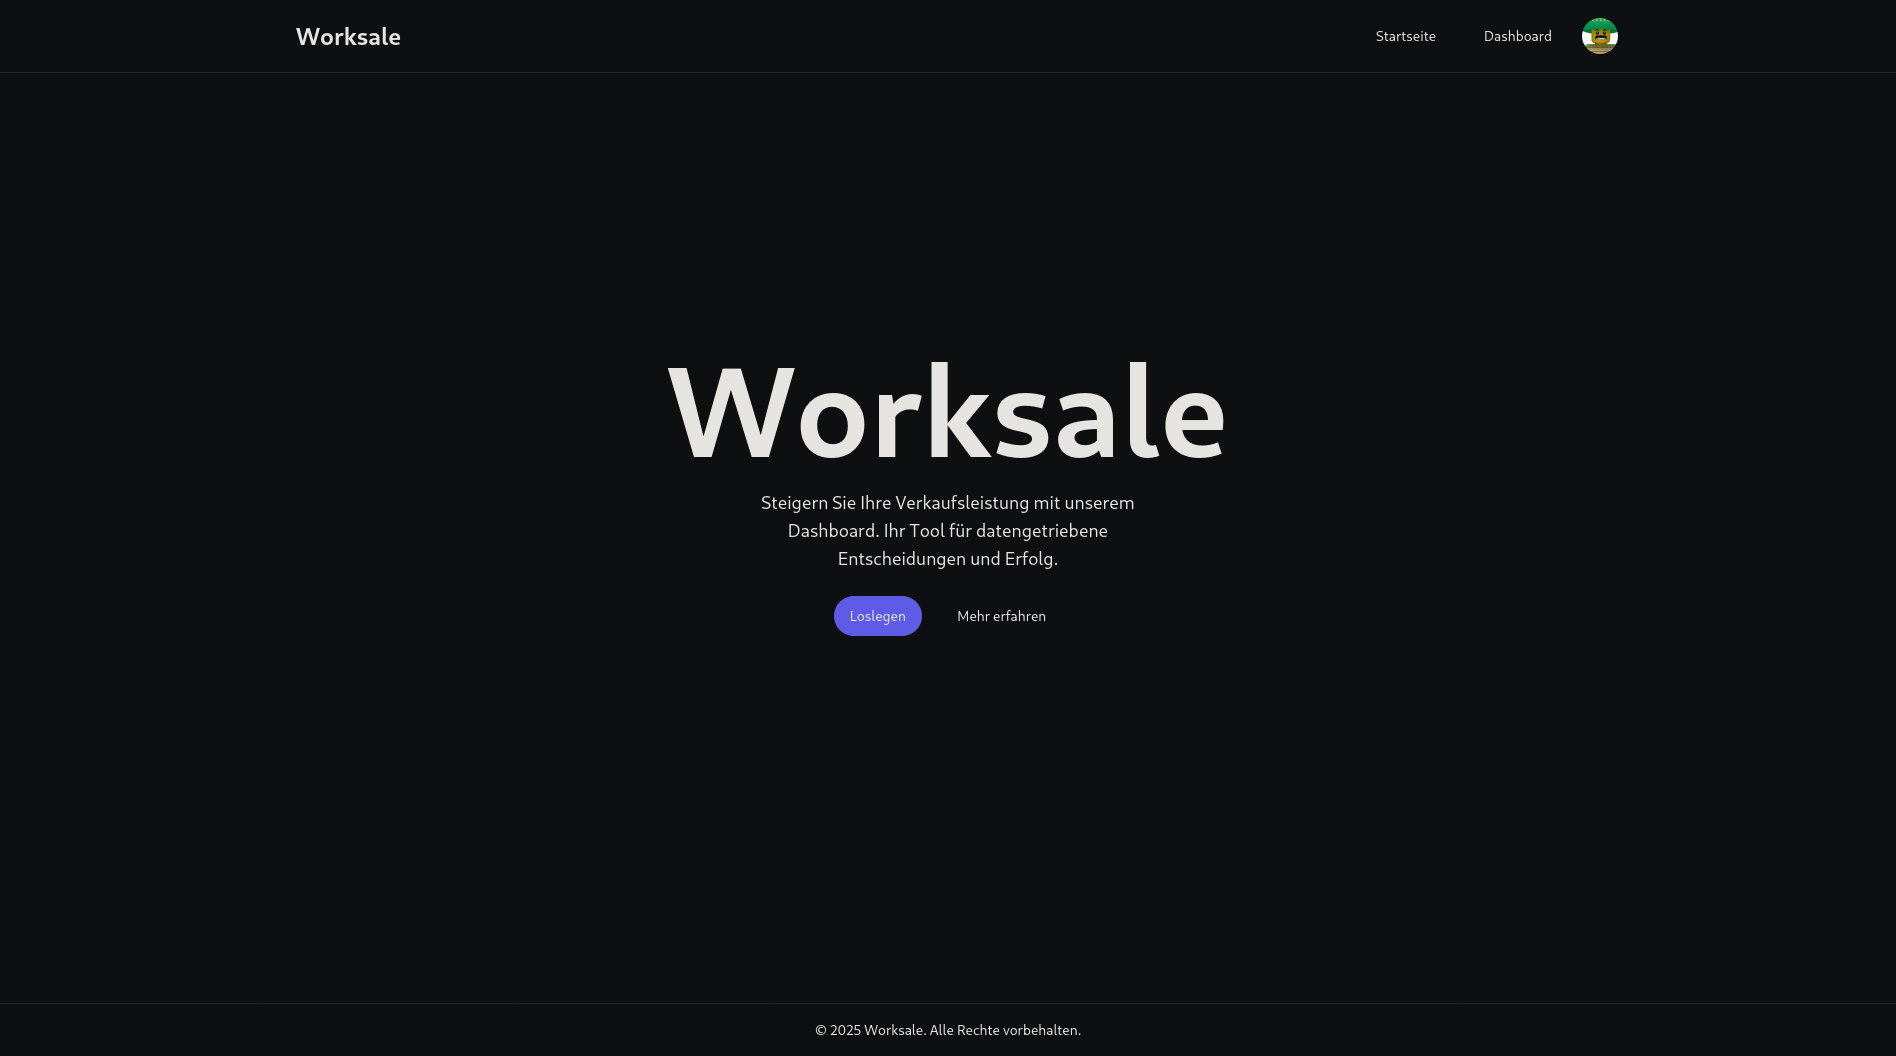 Worksale
Startseite
Dashboard
Worksale
Steigern Sie Ihre Verkaufsleistung mit unserem
Dashboard. Ihr Tool für datengetriebene
Entscheidungen und Erfolg.
Loslegen
Mehr erfahren
© 2025 Worksale. Alle Rechte vorbehalten.